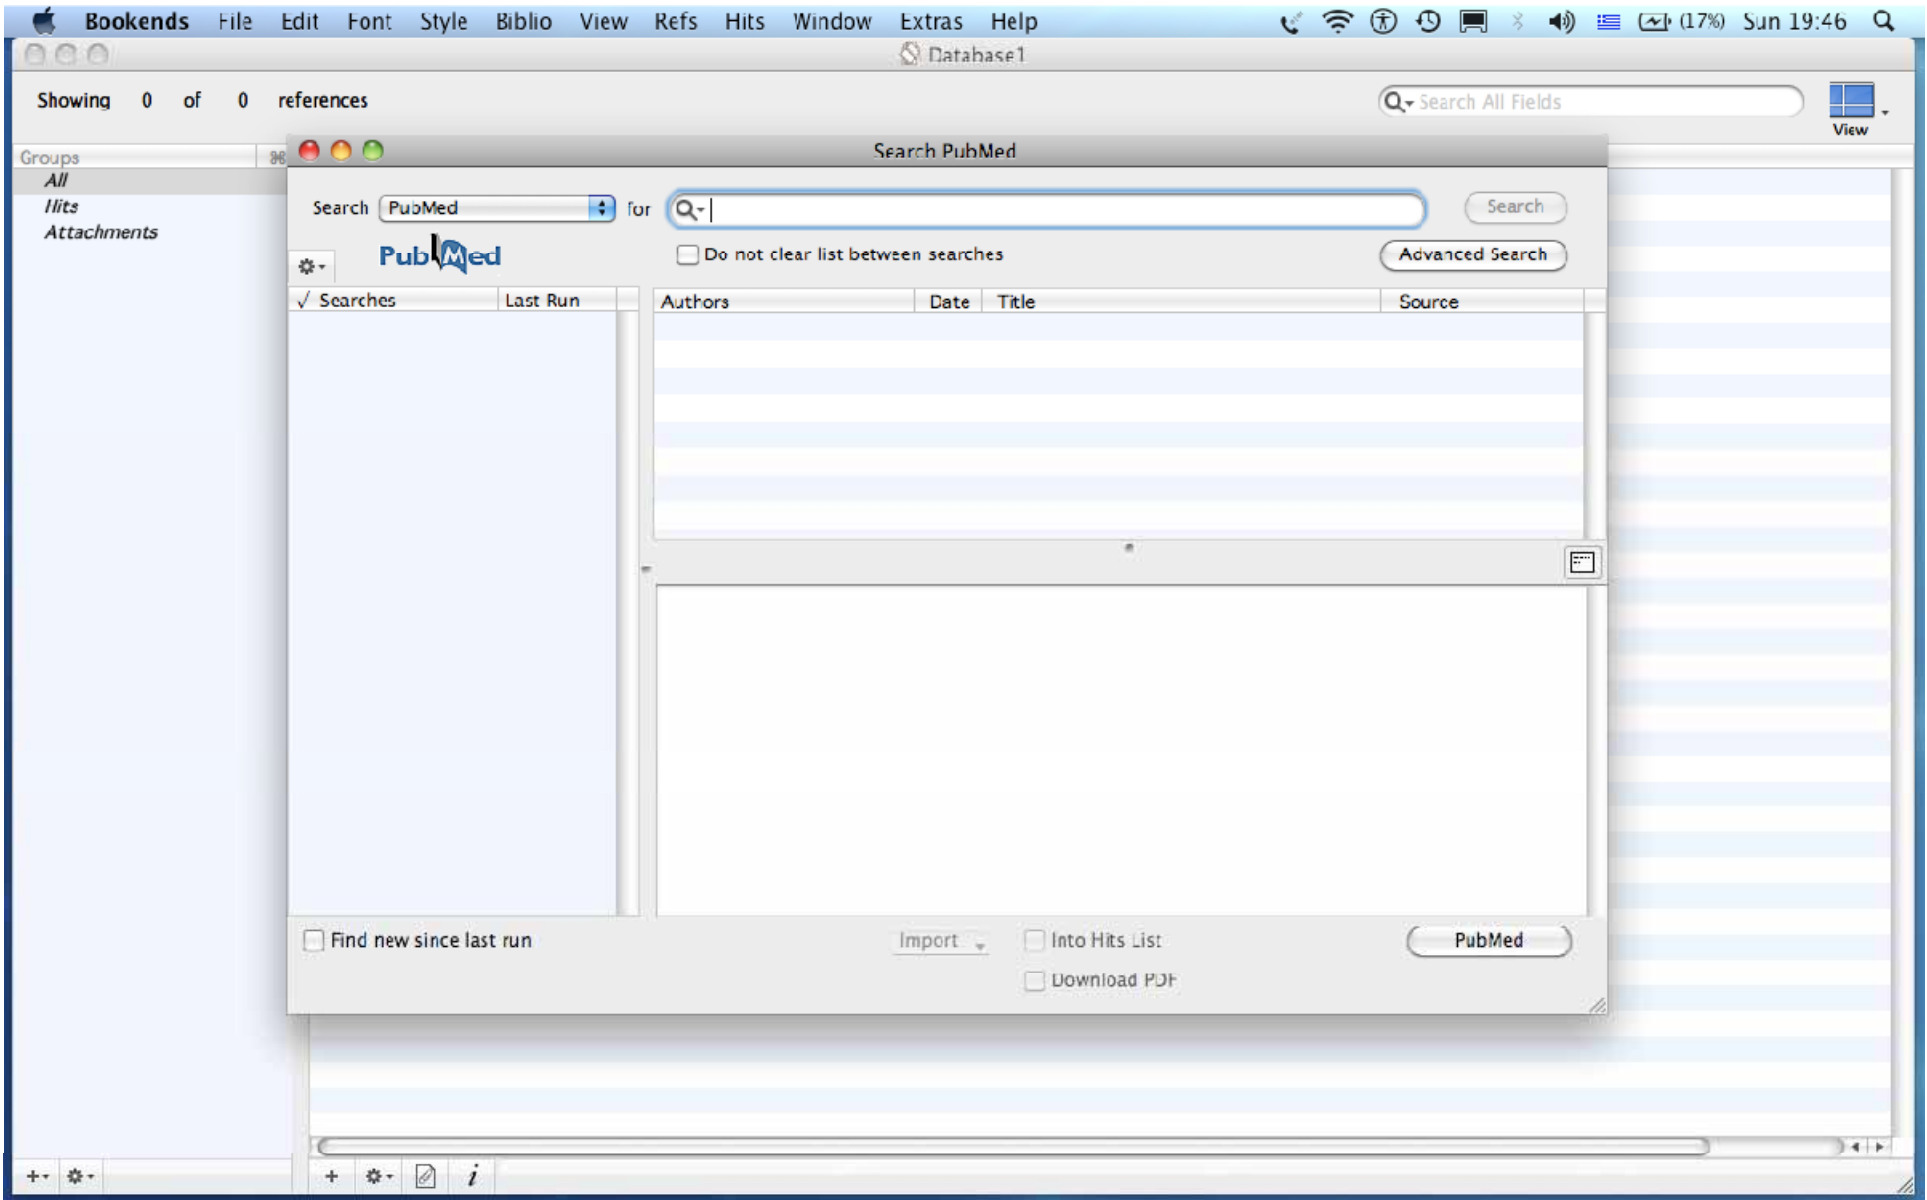 Bookends File Edit Font Style Biblio View Refs Hits Window Extras Help (17%) Sun 19:46
Database1
Showing 0 of 0 references
Search All Fields
View
Groups ⌘
All
Hits
Attachments
Search PubMed
Search PubMed for
Search
PubMed
Do not clear list between searches
Advanced Search
√ Searches Last Run
Authors Date Title Source
Find new since last run
Import
Into Hits List
PubMed
Download PDF